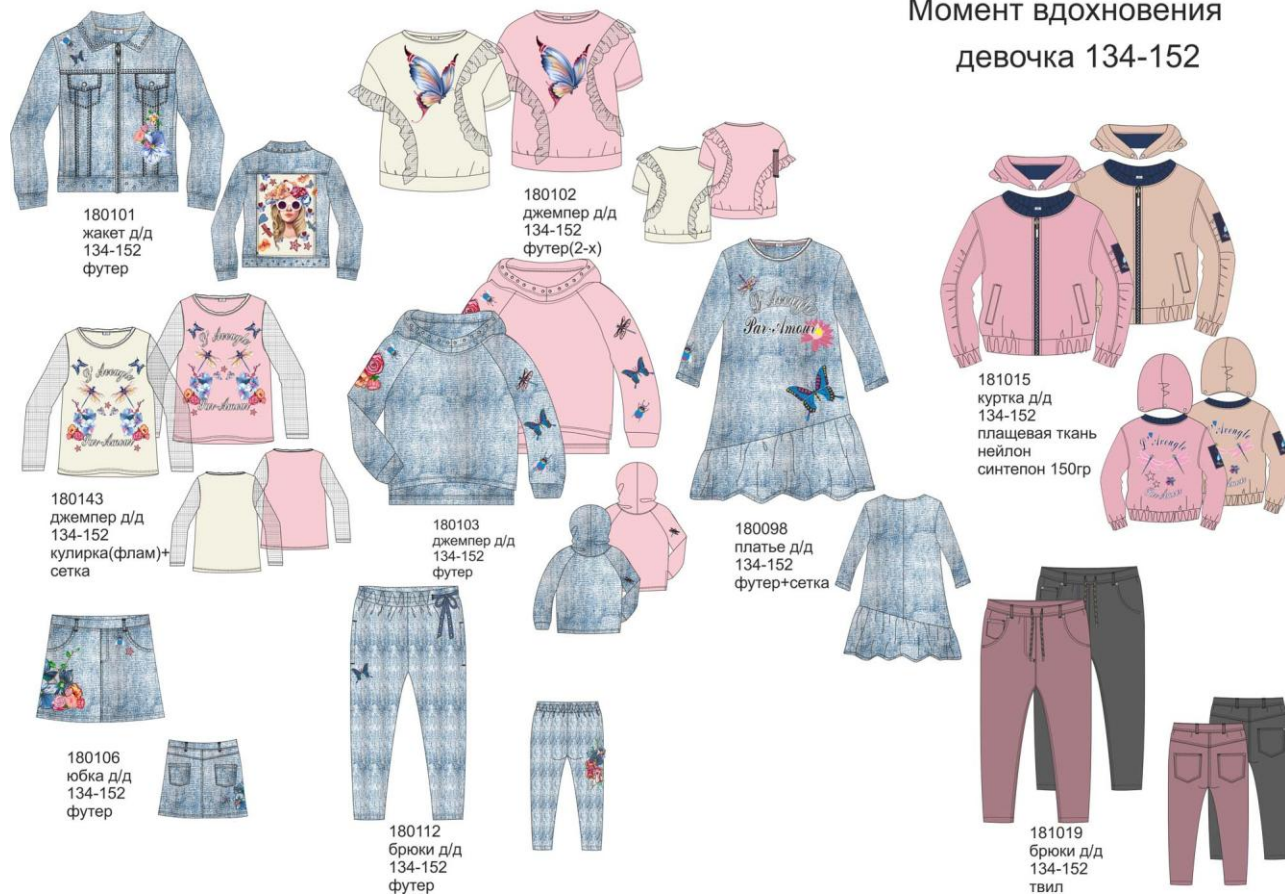 Момент вдохновения
девочка 134-152
180101
жакет д/д
134-152
футер
180102
джемпер д/д
134-152
футер(2-х)
181015
куртка д/д
134-152
плащевая ткань
нейлон
синтепон 150гр
180143
джемпер д/д
134-152
кулирка(флам)+
сетка
180103
джемпер д/д
134-152
футер
Par-Amour
180098
платье д/д
134-152
футер+сетка
180106
юбка д/д
134-152
футер
180112
брюки д/д
134-152
футер
181019
брюки д/д
134-152
твил